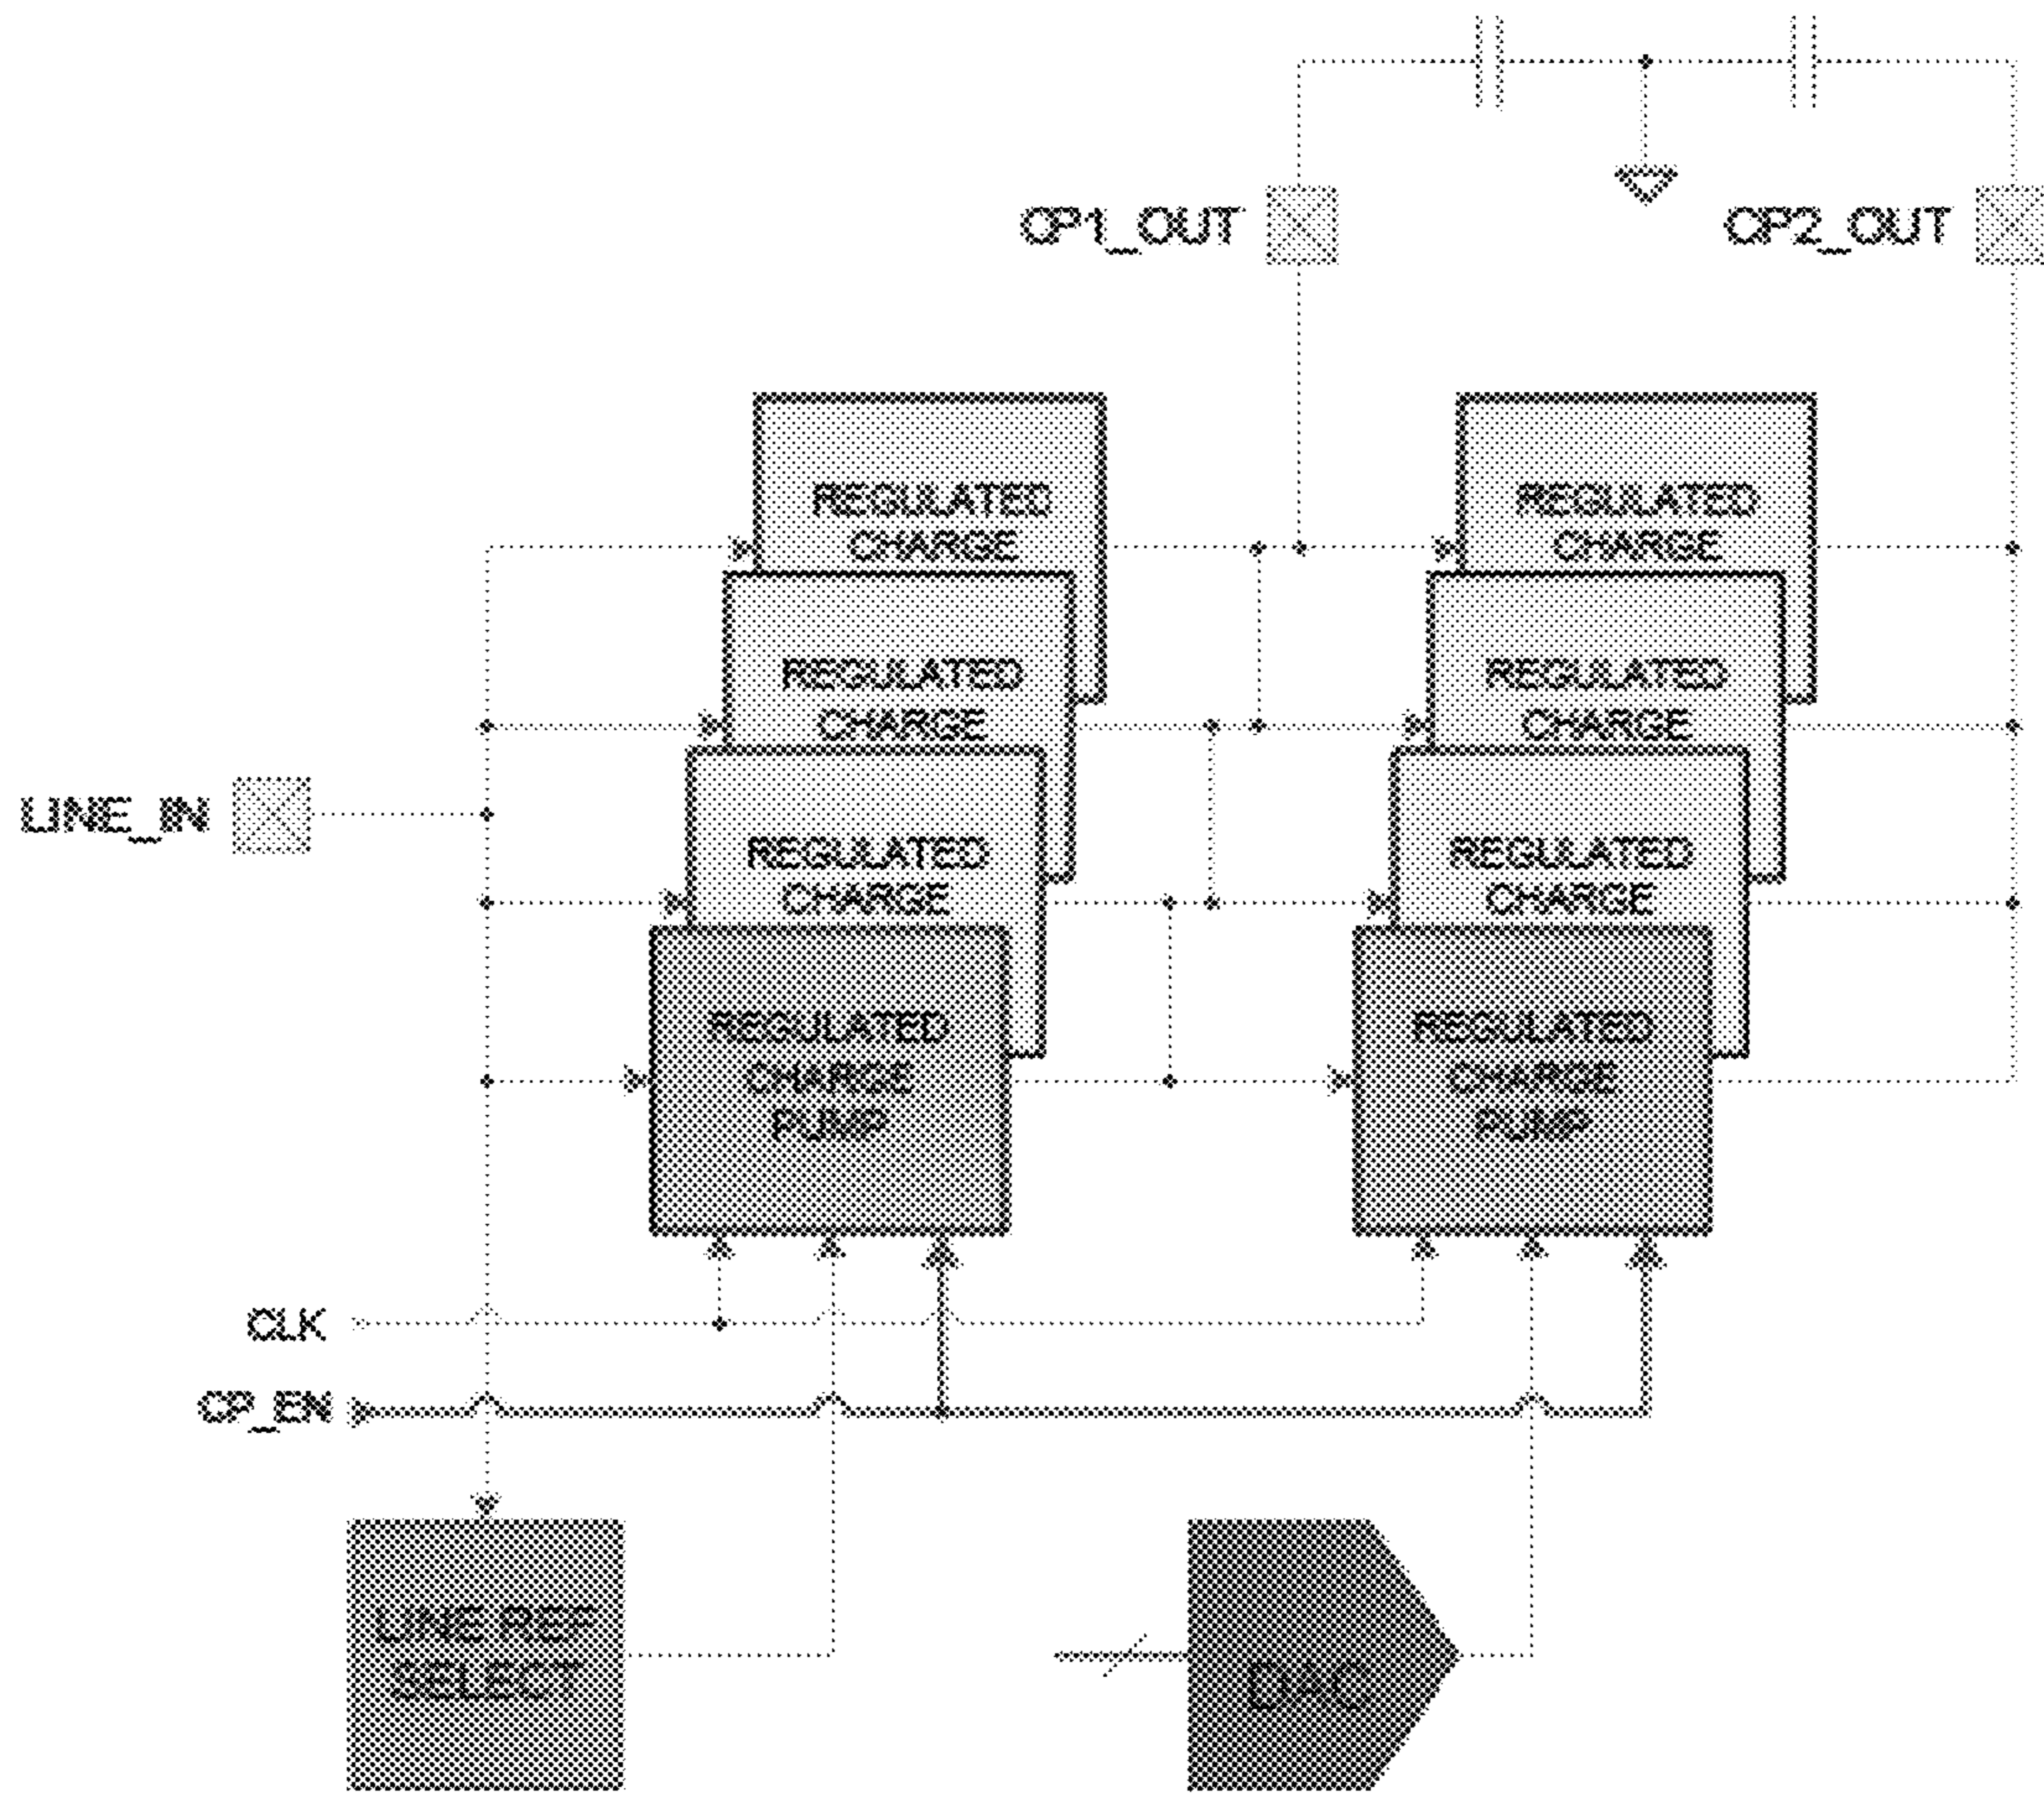 CP1_OUT
CP2_OUT
REGULATED
CHARGE
REGULATED
CHARGE
REGULATED
CHARGE
REGULATED
CHARGE
LINE_IN
REGULATED
CHARGE
REGULATED
CHARGE
REGULATED
CHARGE
PUMP
REGULATED
CHARGE
PUMP
CLK
CP_EN
LINE REF
SELECT
DAC